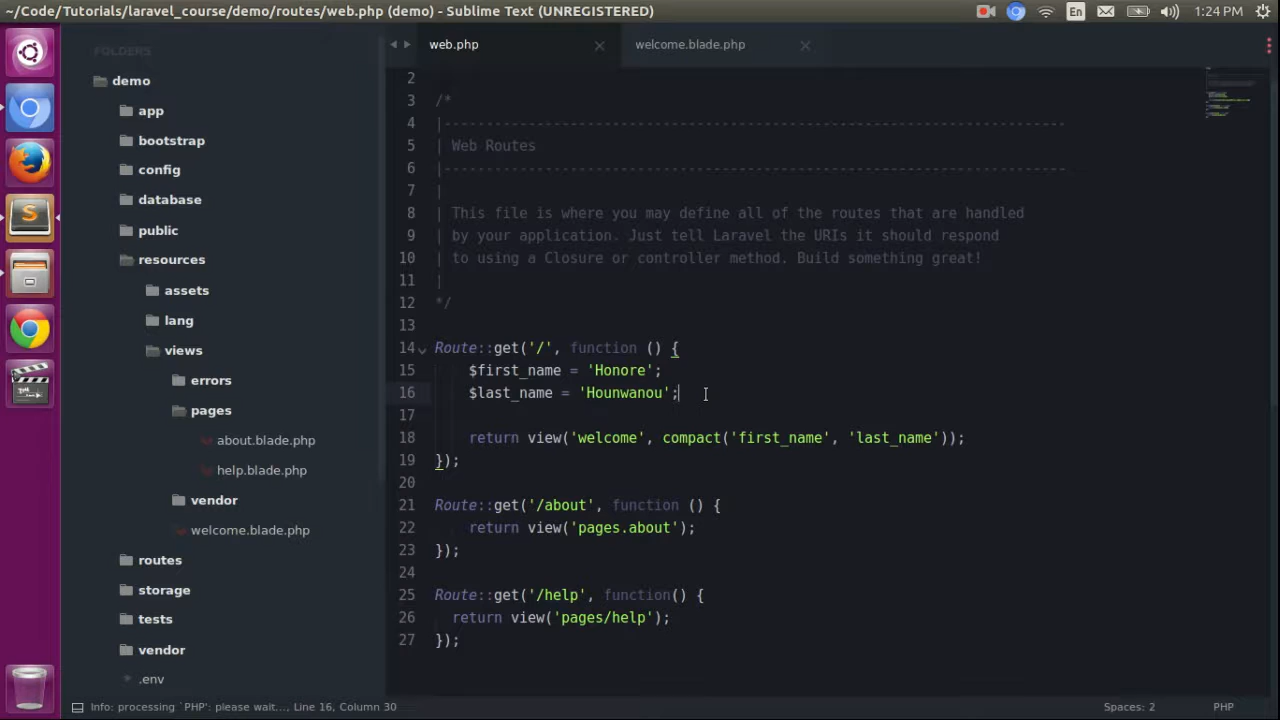 ~/Code/Tutorials/laravel_course/demo/routes/web.php (demo) - Sublime Text (UNREGISTERED)
En
1:24 PM
FOLDERS
demo
app
bootstrap
config
database
public
resources
assets
lang
views
errors
pages
about.blade.php
help.blade.php
vendor
welcome.blade.php
routes
storage
tests
vendor
.env
web.php
welcome.blade.php
2
3 /*
4 |--------------------------------------------------------------------------
5 | Web Routes
6 |--------------------------------------------------------------------------
7 |
8 | This file is where you may define all of the routes that are handled
9 | by your application. Just tell Laravel the URIs it should respond
10 | to using a Closure or controller method. Build something great!
11 |
12 */
13
14 Route::get('/', function () {
15 $first_name = 'Honore';
16 $last_name = 'Hounwanou';
17
18 return view('welcome', compact('first_name', 'last_name'));
19 });
20
21 Route::get('/about', function () {
22 return view('pages.about');
23 });
24
25 Route::get('/help', function() {
26 return view('pages/help');
27 });
Info: processing `PHP': please wait..., Line 16, Column 30
Spaces: 2
PHP